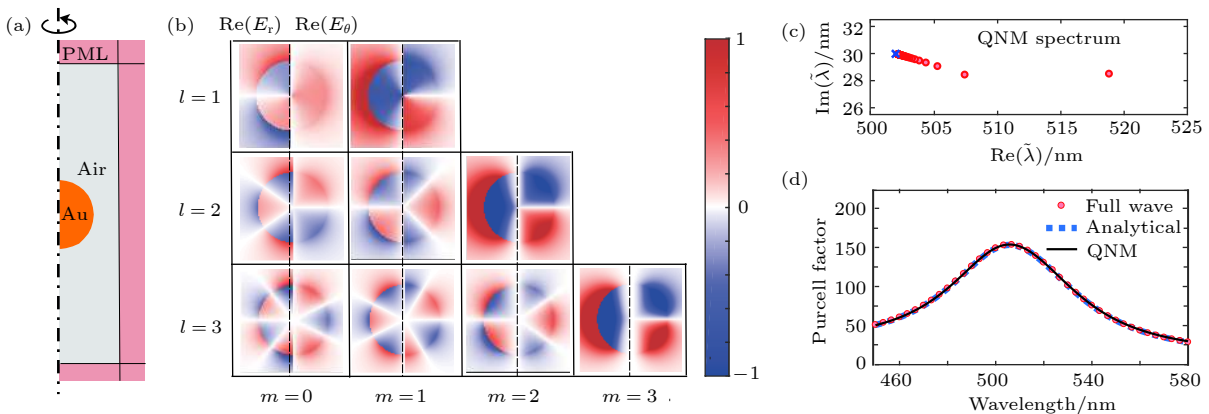 (a)
PML
Air
Au
(b)
Re(E_r) Re(E_θ)
l = 1
l = 2
l = 3
m = 0 m = 1 m = 2 m = 3 .
1
0
−1
(c)
QNM spectrum
Im(λ̃)/nm
32
30
28
26
500 505 510 515 520 525
Re(λ̃)/nm
(d)
Purcell factor
200
150
100
50
0
Full wave
Analytical
QNM
460 500 540 580
Wavelength/nm